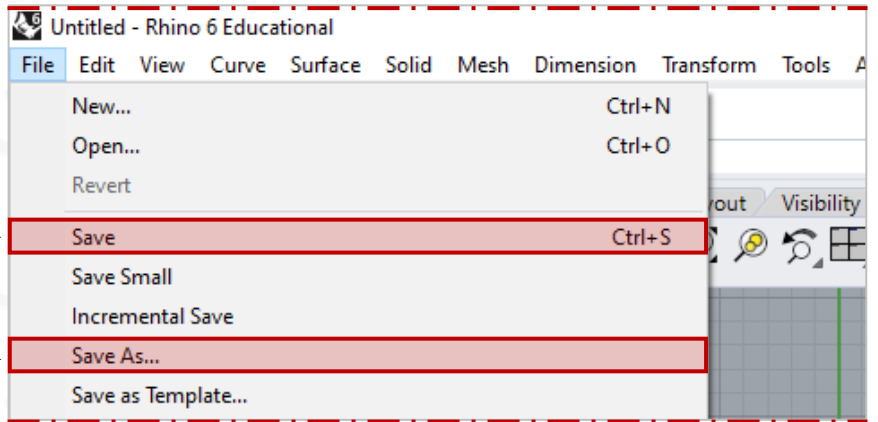 Untitled - Rhino 6 Educational
File Edit View Curve Surface Solid Mesh Dimension Transform Tools
New... Ctrl+N
Open... Ctrl+O
Revert
Visibility
Save Ctrl+S
Save Small
Incremental Save
Save As...
Save as Template...